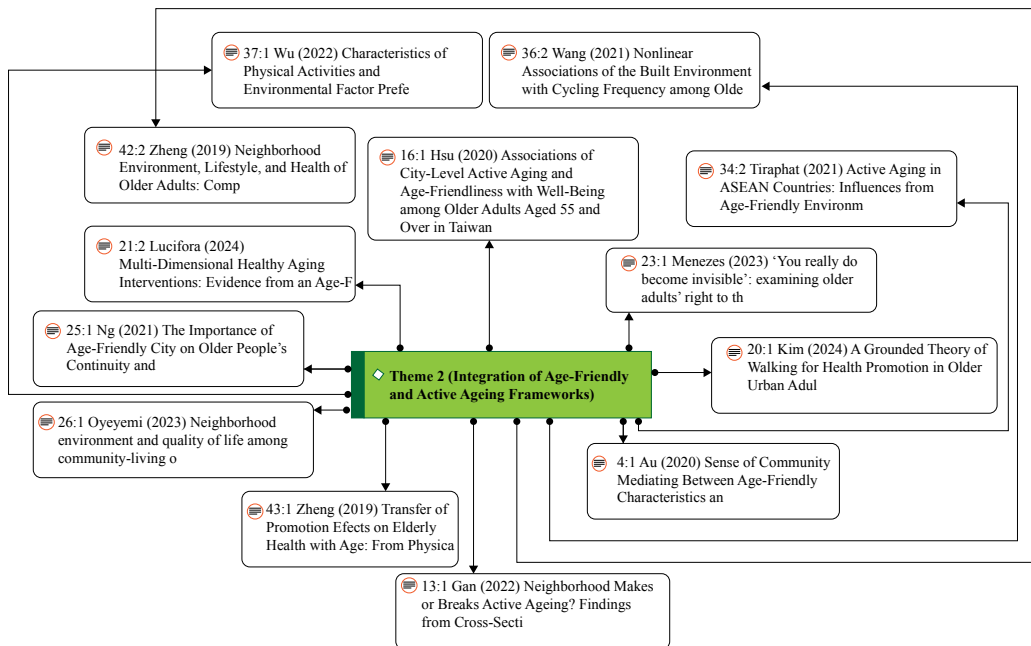 37:1 Wu (2022) Characteristics of
Physical Activities and
Environmental Factor Prefe
36:2 Wang (2021) Nonlinear
Associations of the Built Environment
with Cycling Frequency among Olde
42:2 Zheng (2019) Neighborhood
Environment, Lifestyle, and Health of
Older Adults: Comp
16:1 Hsu (2020) Associations of
City-Level Active Aging and
Age-Friendliness with Well-Being
among Older Adults Aged 55 and
Over in Taiwan
34:2 Tiraphat (2021) Active Aging in
ASEAN Countries: Influences from
Age-Friendly Environm
21:2 Lucifora (2024)
Multi-Dimensional Healthy Aging
Interventions: Evidence from an Age-F
23:1 Menezes (2023) ‘You really do
become invisible’: examining older
adults’ right to th
25:1 Ng (2021) The Importance of
Age-Friendly City on Older People’s
Continuity and
20:1 Kim (2024) A Grounded Theory of
Walking for Health Promotion in Older
Urban Adul
Theme 2 (Integration of Age-Friendly
and Active Ageing Frameworks)
26:1 Oyeyemi (2023) Neighborhood
environment and quality of life among
community-living o
4:1 Au (2020) Sense of Community
Mediating Between Age-Friendly
Characteristics an
43:1 Zheng (2019) Transfer of
Promotion Efects on Elderly
Health with Age: From Physica
13:1 Gan (2022) Neighborhood Makes
or Breaks Active Ageing? Findings
from Cross-Secti